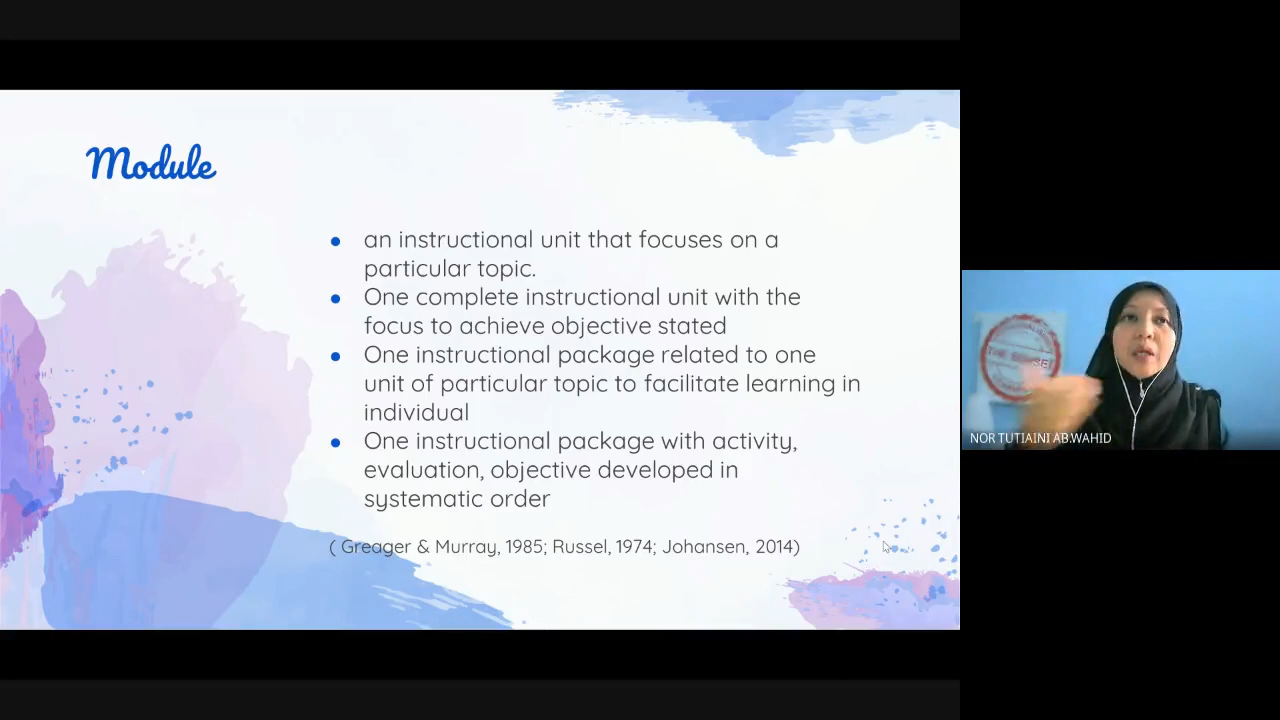 Module
● an instructional unit that focuses on a
particular topic.
● One complete instructional unit with the
focus to achieve objective stated
● One instructional package related to one
unit of particular topic to facilitate learning in
individual
● One instructional package with activity,
evaluation, objective developed in
systematic order
( Greager & Murray, 1985; Russel, 1974; Johansen, 2014)
NOR TUTIAINI AB.WAHID